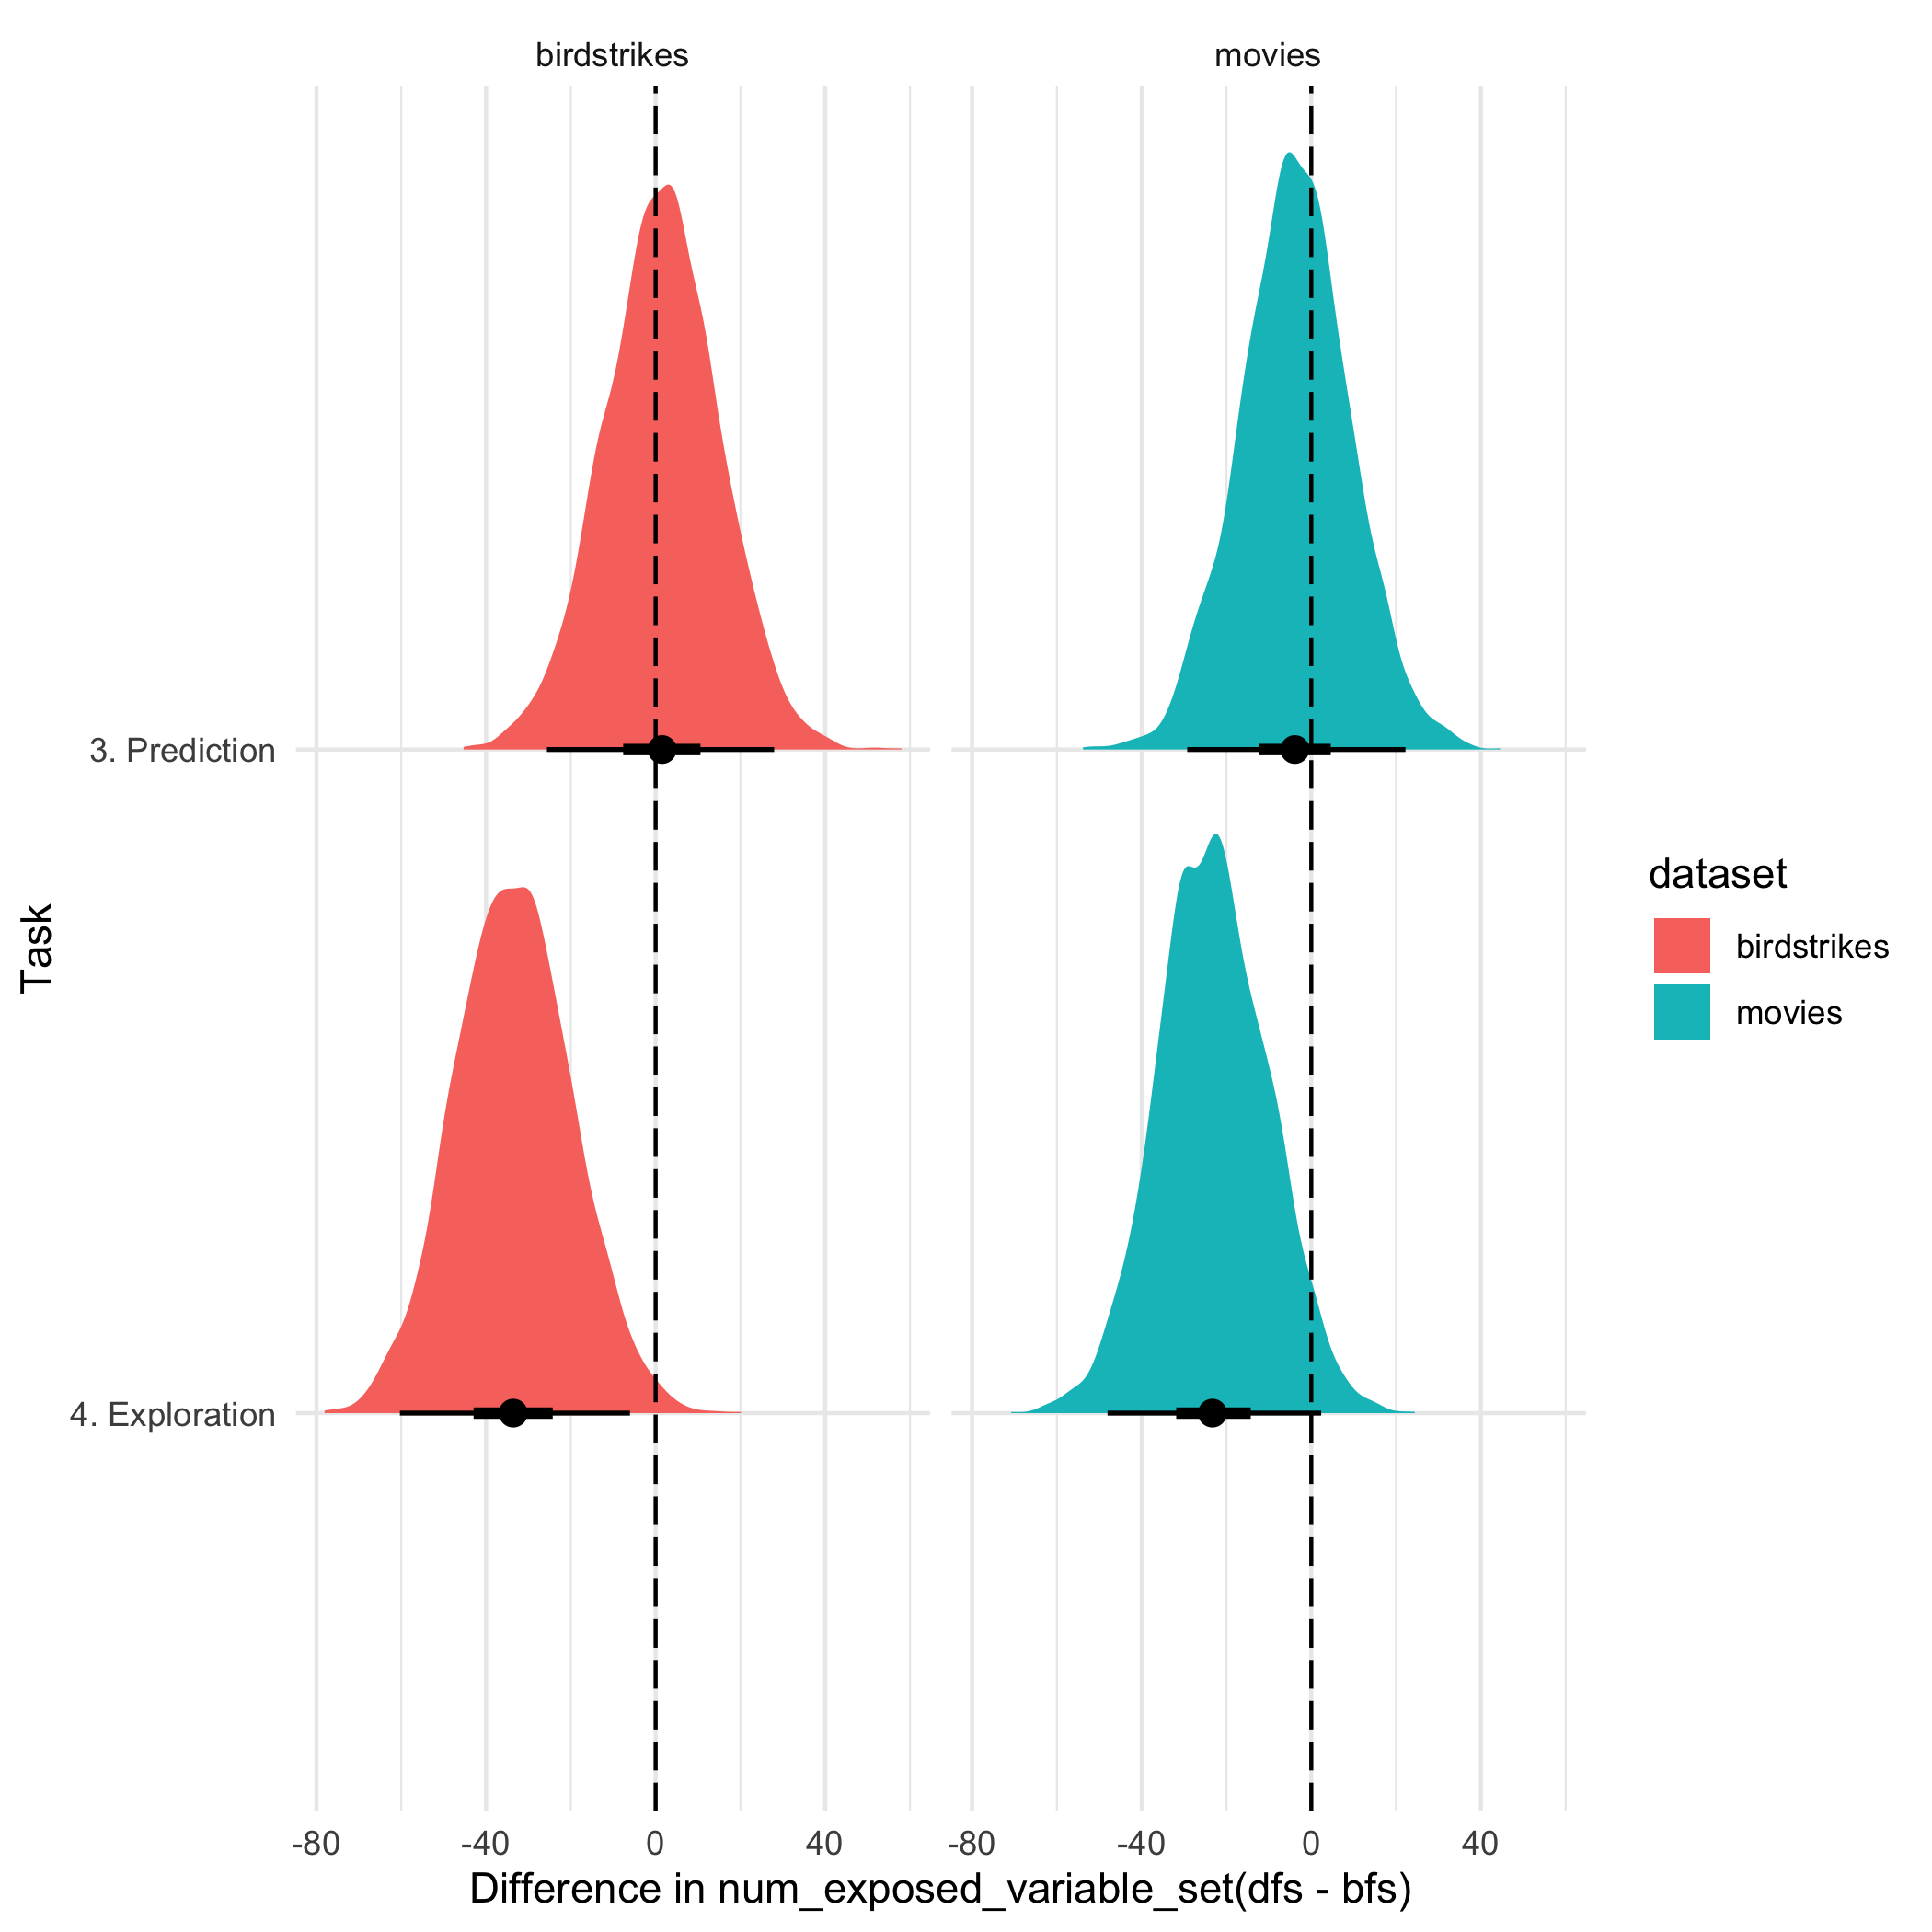 birdstrikes movies
3. Prediction
4. Exploration
Task
dataset
birdstrikes
movies
-80 -40 0 40 -80 -40 0 40
Difference in num_exposed_variable_set(dfs - bfs)